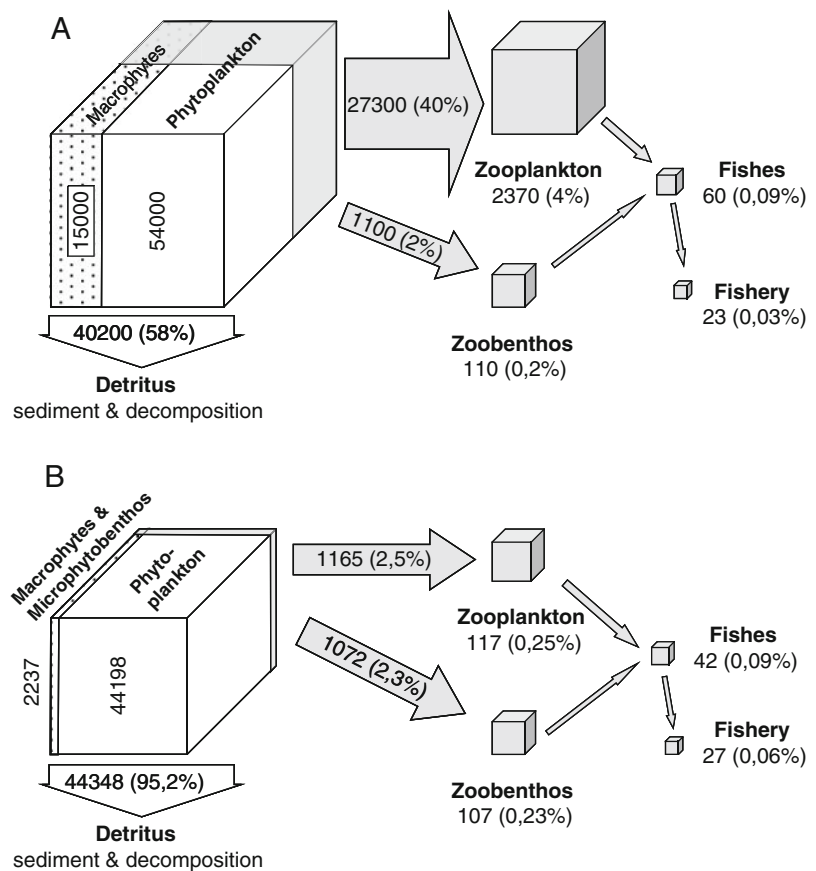 A
Macrophytes
Phytoplankton
15000
54000
27300 (40%)
Zooplankton
2370 (4%)
Fishes
60 (0,09%)
1100 (2%)
Fishery
23 (0,03%)
Zoobenthos
110 (0,2%)
40200 (58%)
Detritus
sediment & decomposition
B
Macrophytes &
Microphytobenthos
Phyto-
plankton
2237
44198
1165 (2,5%)
Zooplankton
117 (0,25%)
Fishes
42 (0,09%)
1072 (2,3%)
Fishery
27 (0,06%)
Zoobenthos
107 (0,23%)
44348 (95,2%)
Detritus
sediment & decomposition